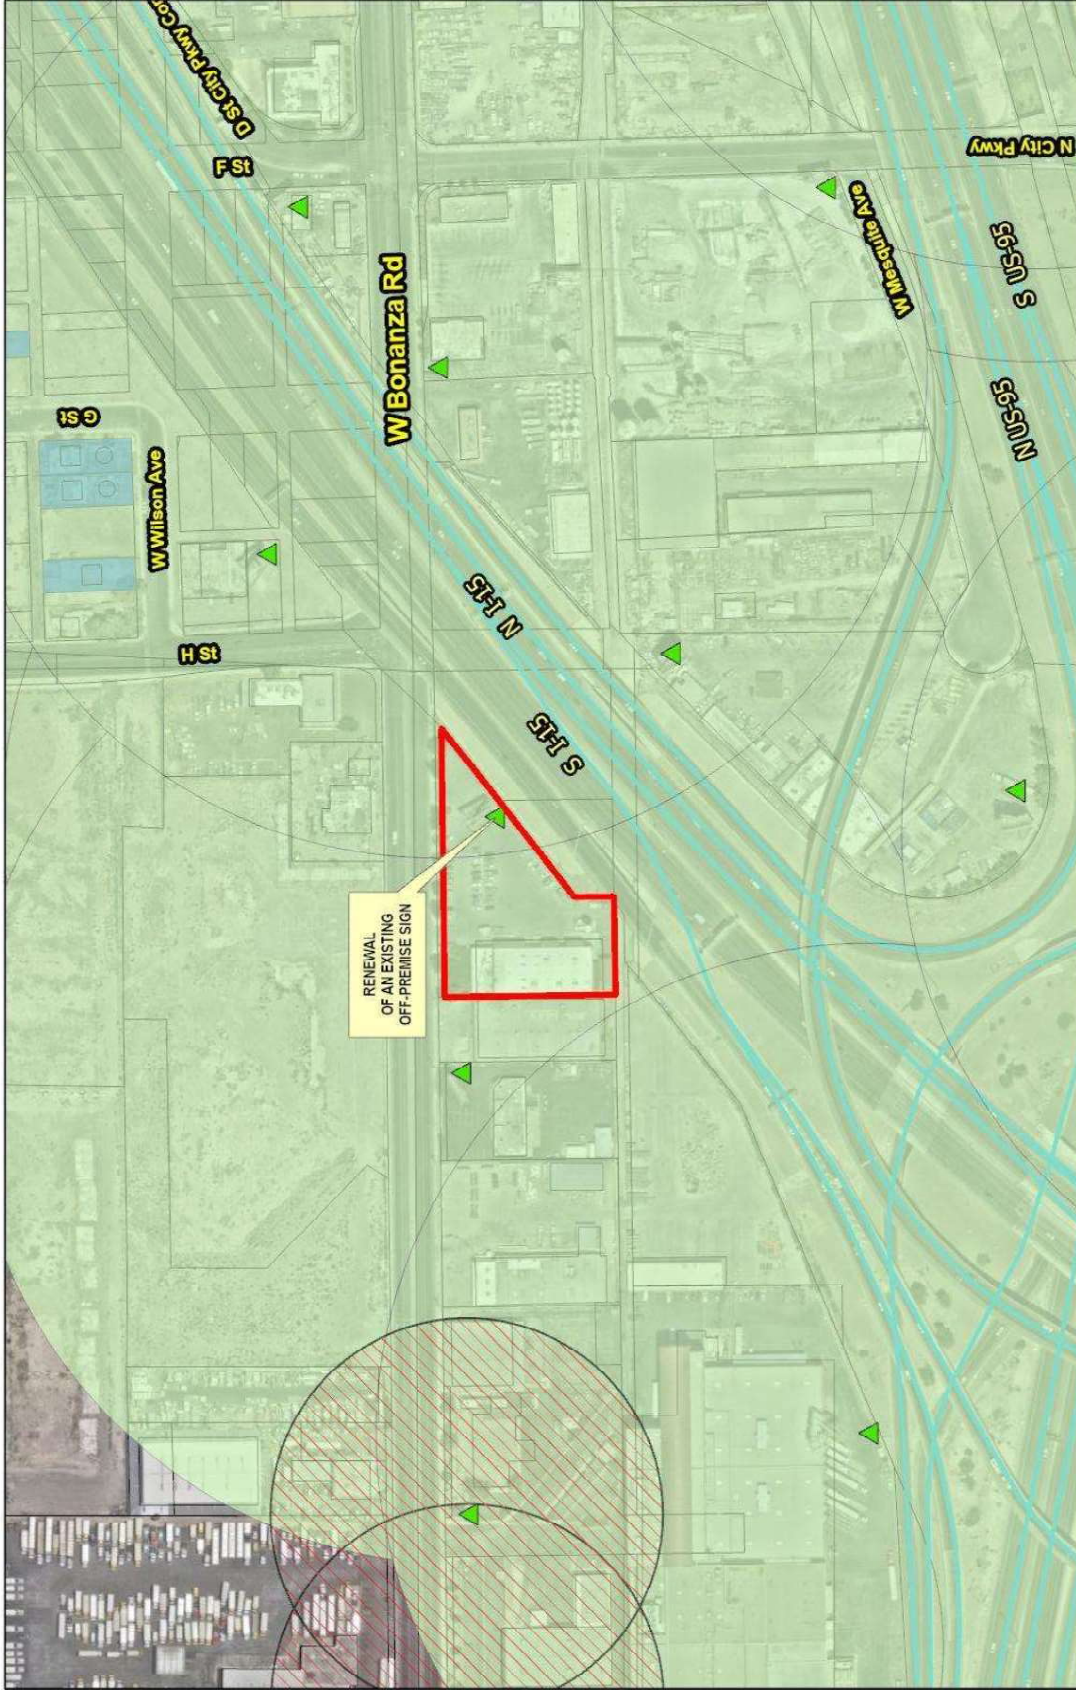 D St City Pkwy Con
F St
N City Pkwy
W Mesquite Ave
S US-95
W Bonanza Rd
N US-95
G St
W Wilson Ave
N I-15
H St
S I-15
RENEWAL
OF AN EXISTING
OFF-PREMISE SIGN